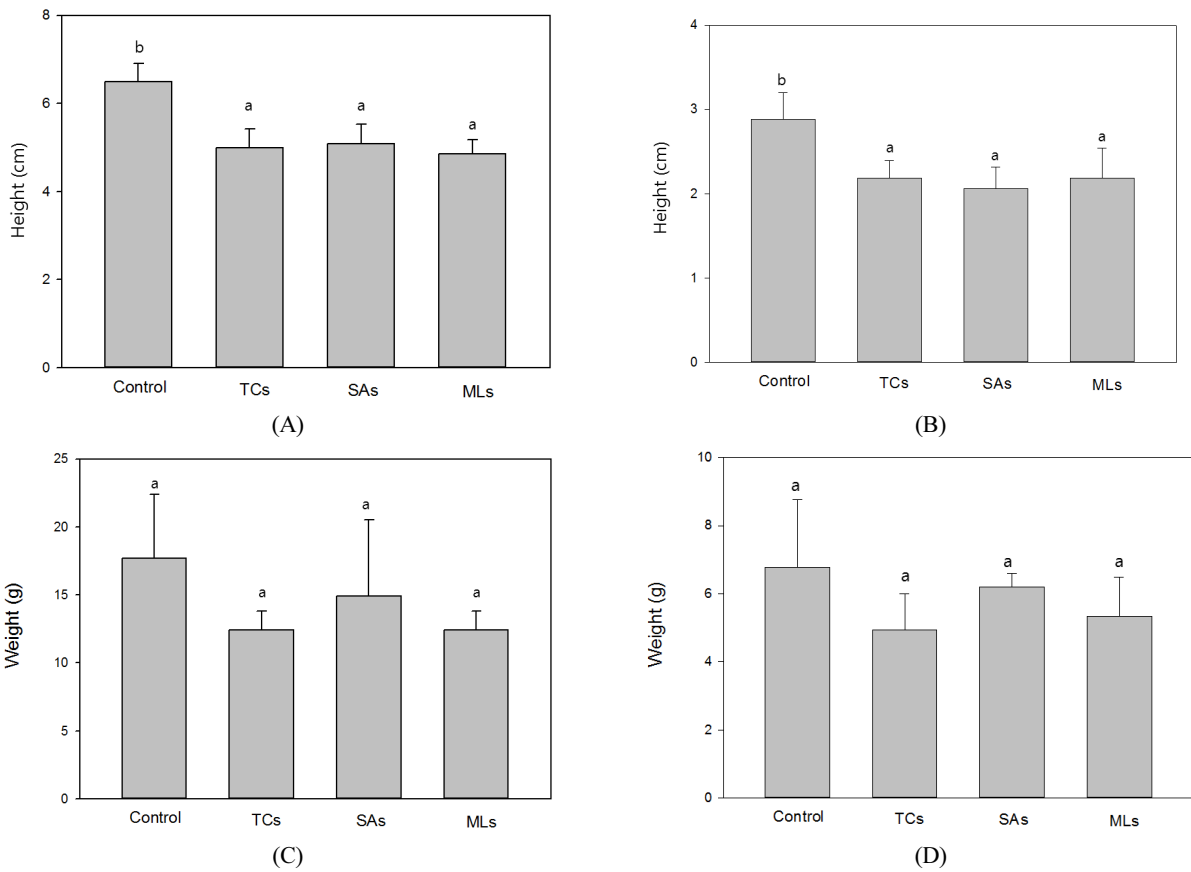 8
6
4
2
0
Height (cm)
b
a
a
a
Control
TCs
SAs
MLs
(A)
4
3
2
1
0
Height (cm)
b
a
a
a
Control
TCs
SAs
MLs
(B)
25
20
15
10
5
0
Weight (g)
a
a
a
a
Control
TCs
SAs
MLs
(C)
10
8
6
4
2
0
Weight (g)
a
a
a
a
Control
TCs
SAs
MLs
(D)